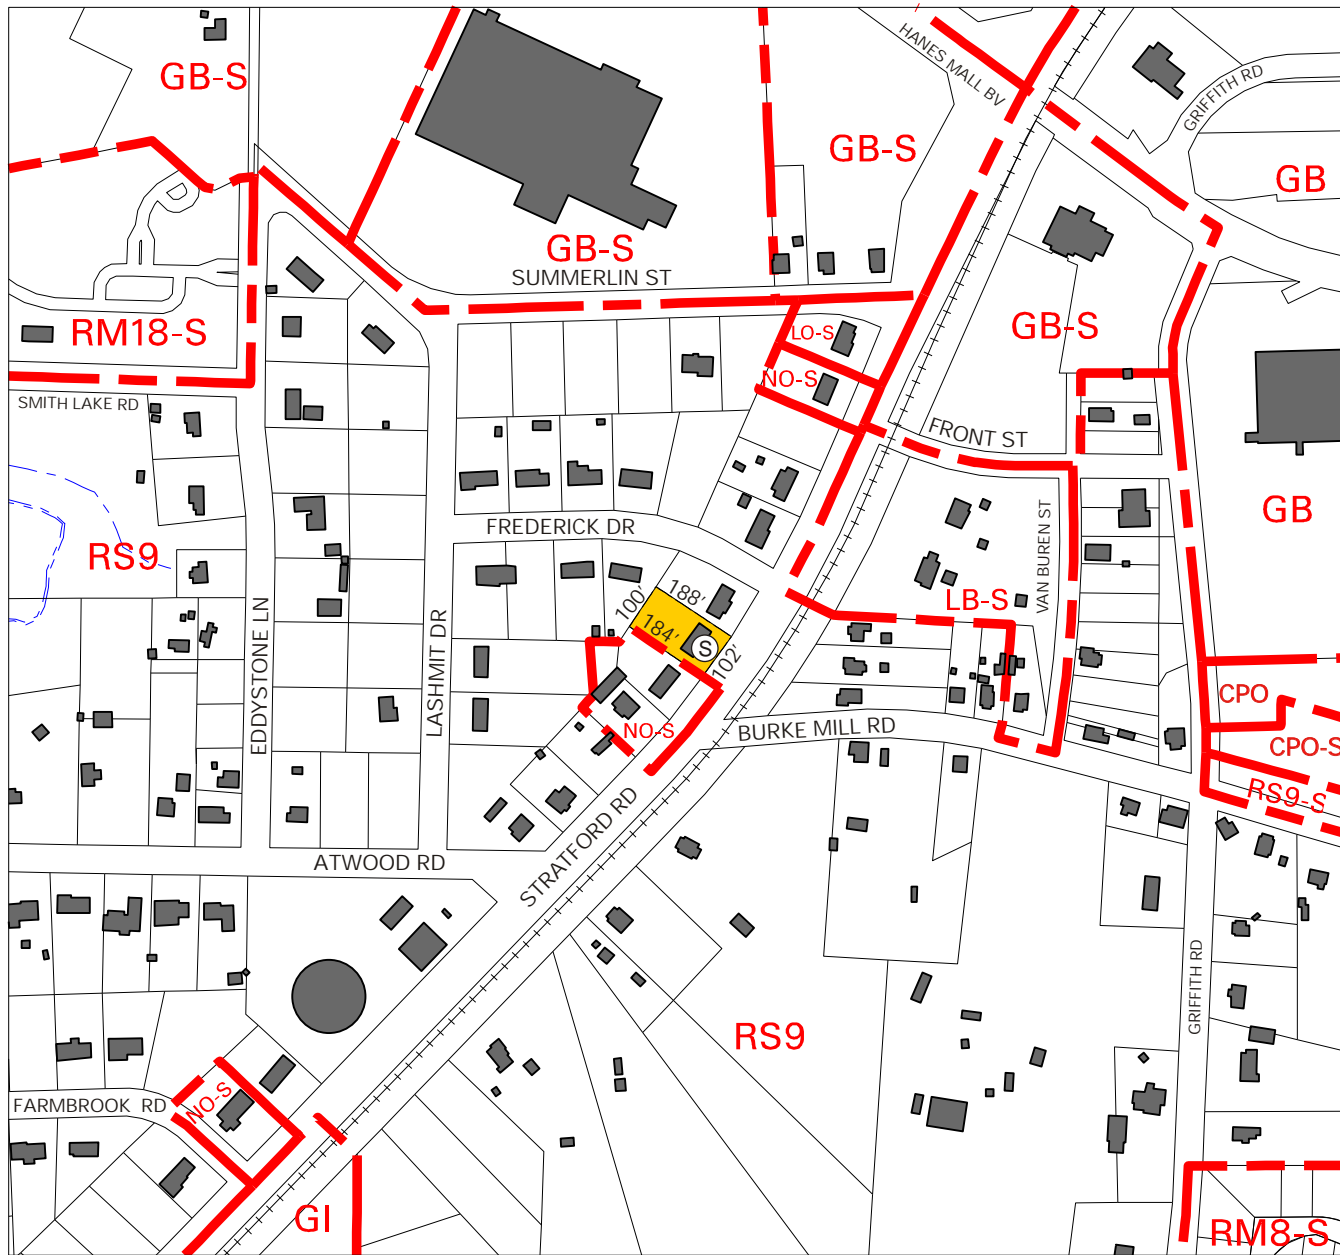 HANES MALL BV
GRIFFITH RD
GB-S
GB-S
GB
GB-S
SUMMERLIN ST
RM18-S
LO-S
GB-S
NO-S
SMITH LAKE RD
FRONT ST
GB
FREDERICK DR
VAN BUREN ST
RS9
188'
100'
LB-S
184'
S
102'
EDDYSTONE LN
LASHMIT DR
CPO
NO-S
BURKE MILL RD
CPO-S
RS9-S
STRATFORD RD
ATWOOD RD
GRIFFITH RD
RS9
NO-S
FARMBROOK RD
GI
RM8-S